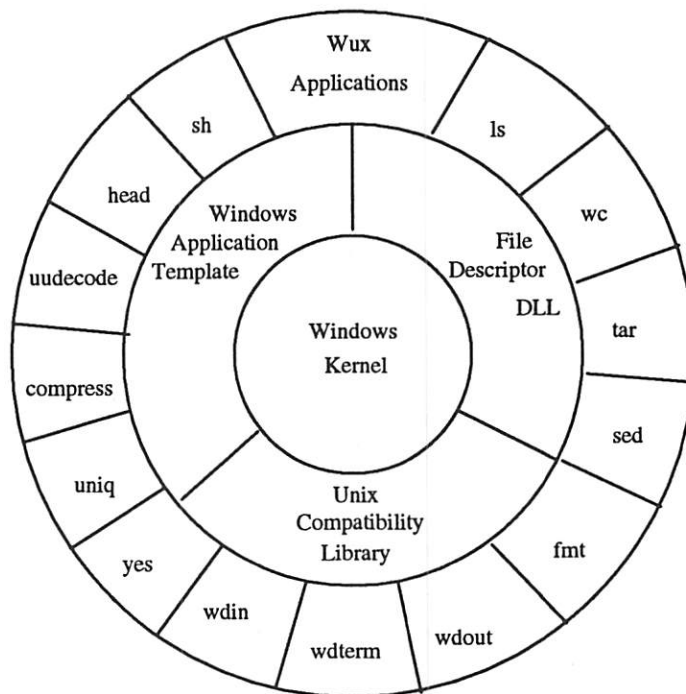 Wux
Applications
ls
wc
tar
sed
fmt
wdout
wdterm
wdin
yes
uniq
compress
uudecode
head
sh
Windows
Application
Template
File
Descriptor
DLL
Unix
Compatibility
Library
Windows
Kernel